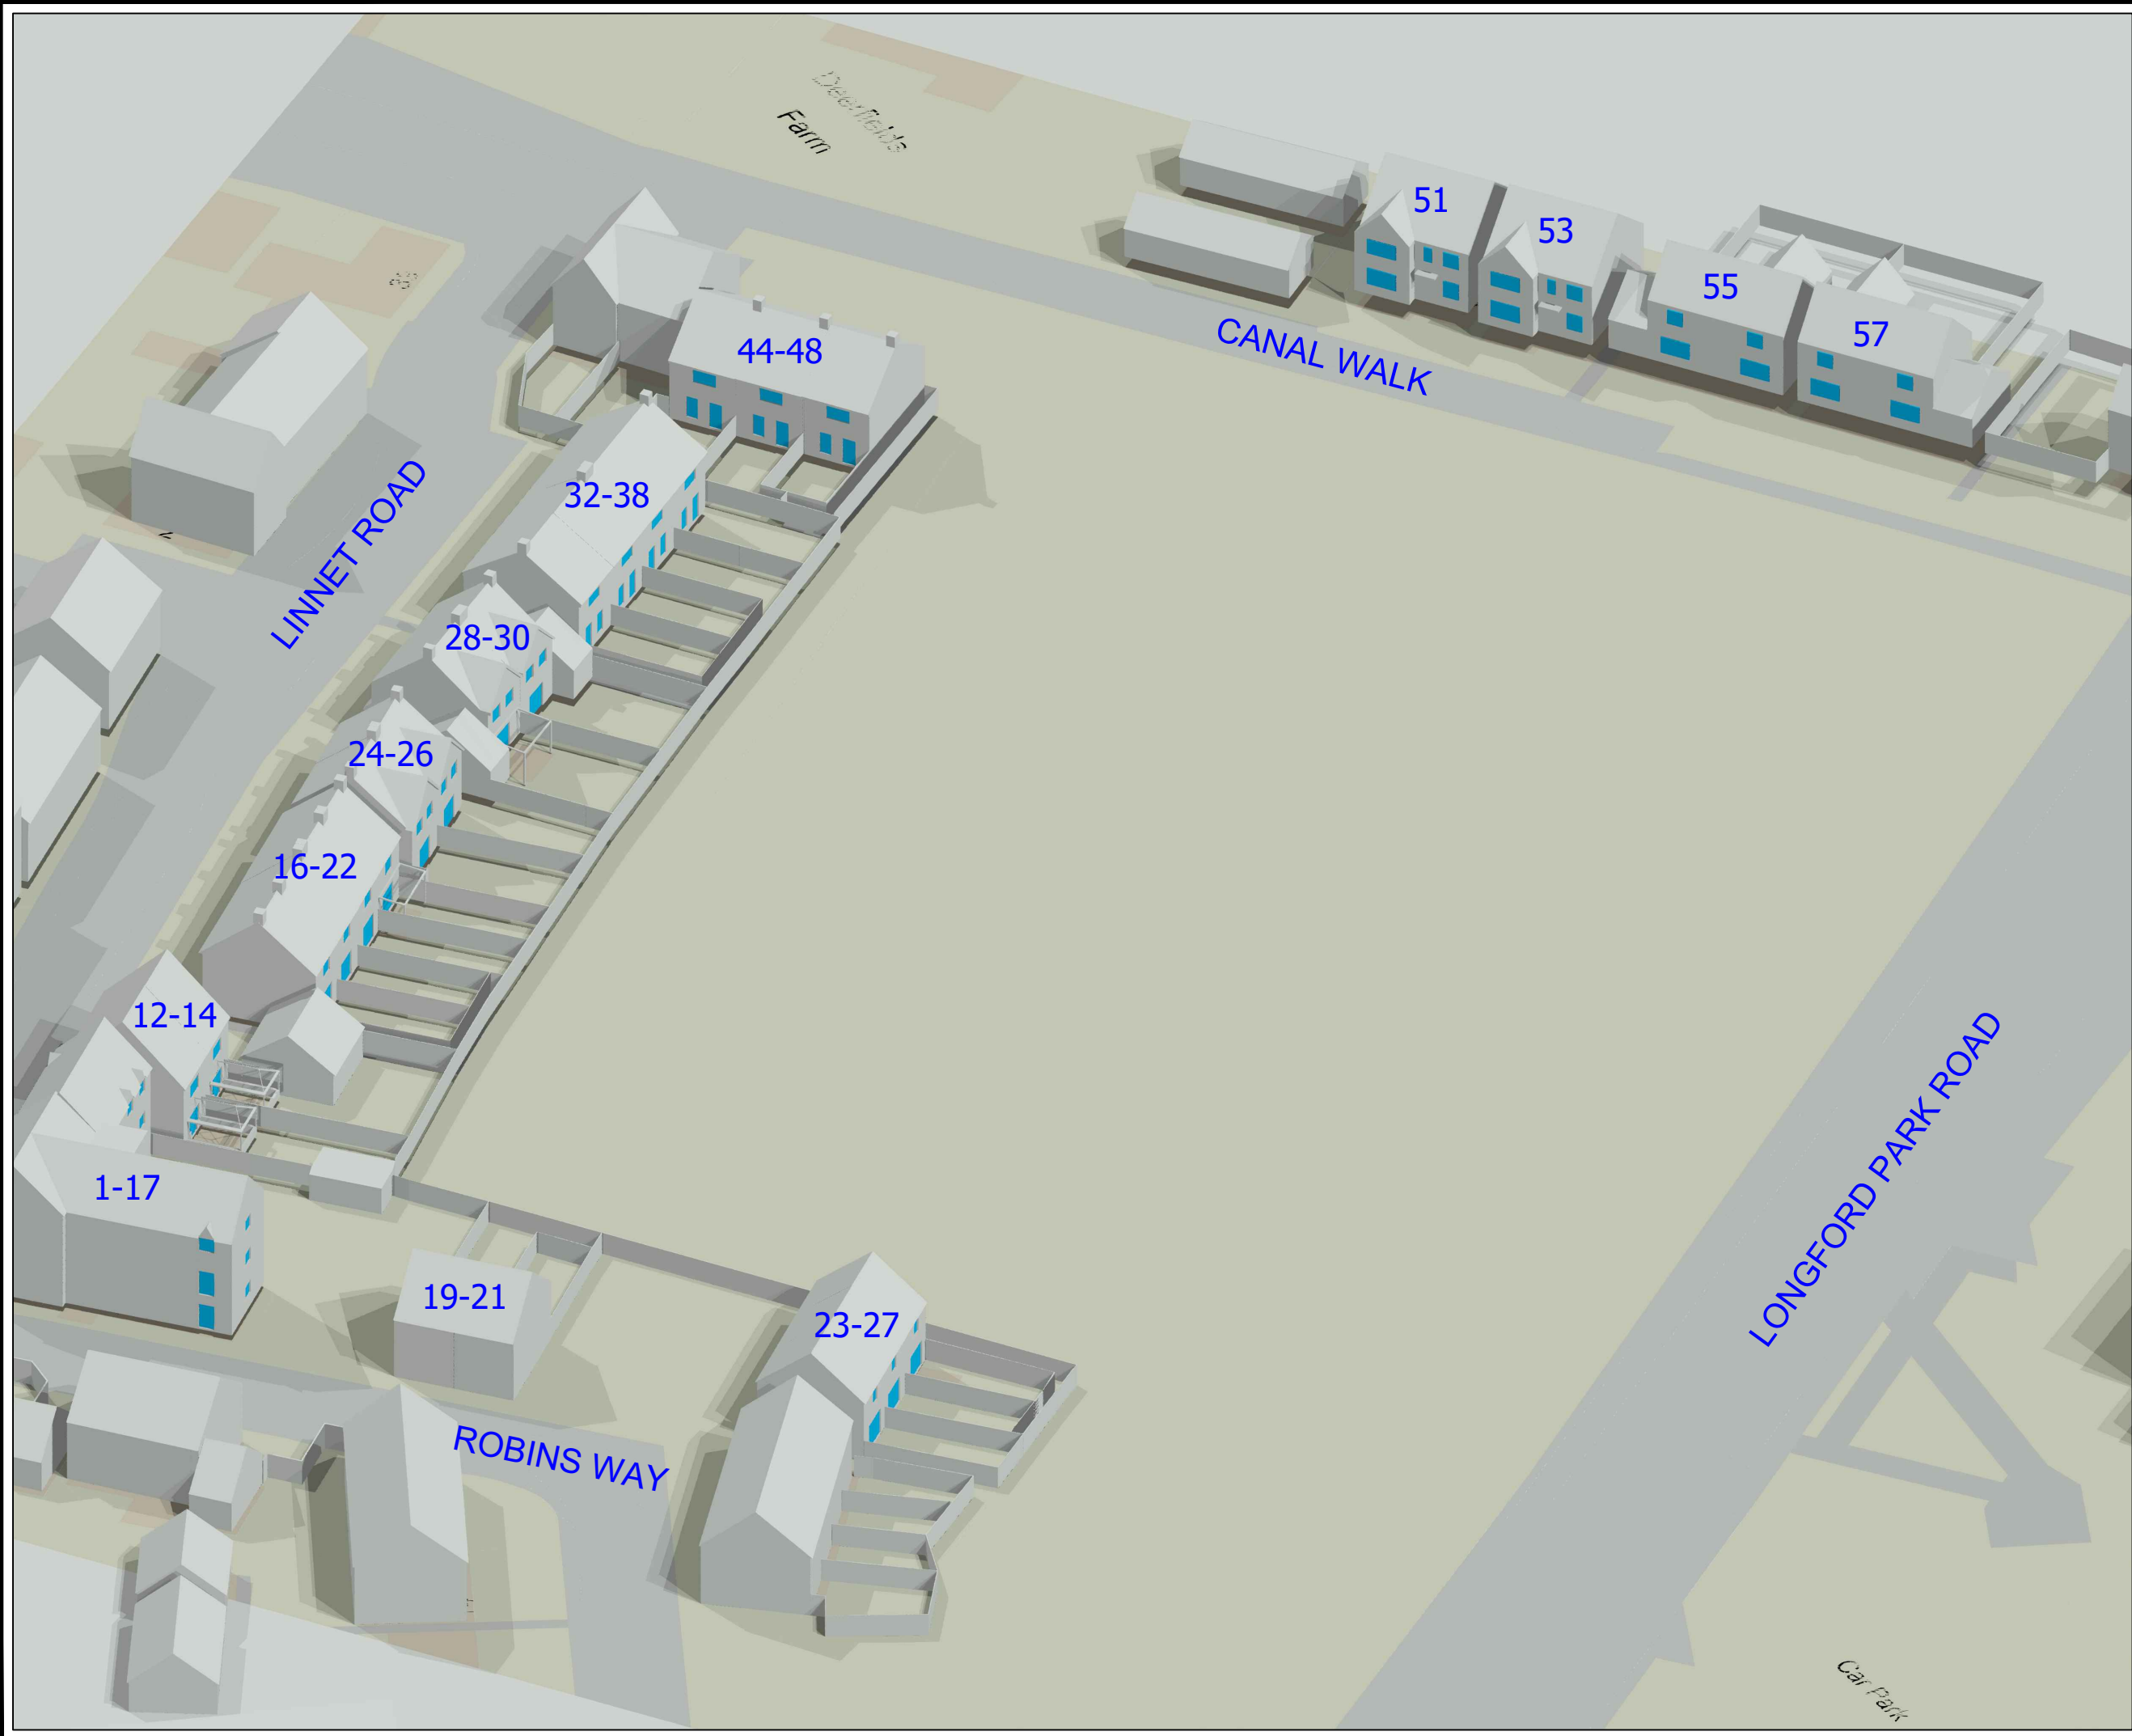 Deerfields
Farm
51
53
55
57
CANAL WALK
44-48
32-38
LINNET ROAD
28-30
24-26
16-22
12-14
1-17
19-21
23-27
ROBINS WAY
LONGFORD PARK ROAD
Car Park